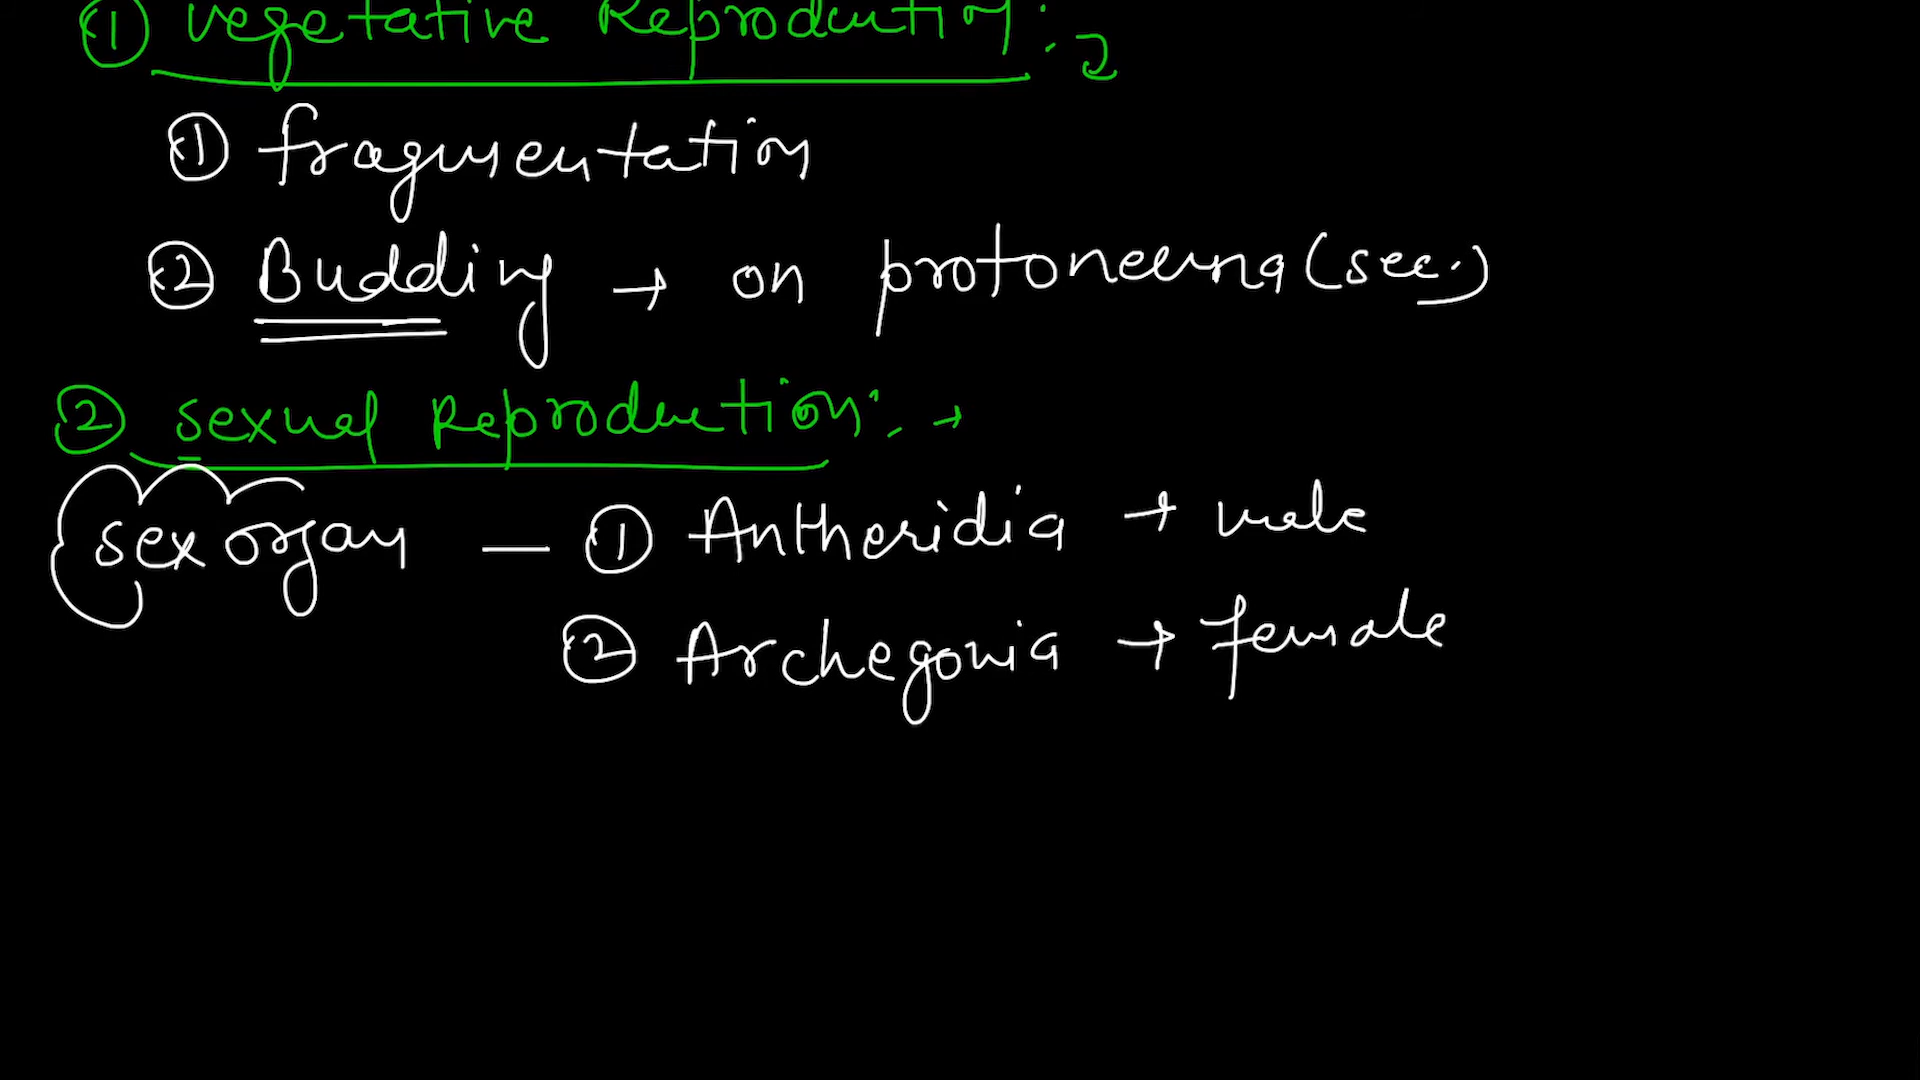 ① Vegetative Reproduction :-
① fragmentation
② Budding → on protonema (sec.)
② sexual Reproduction :- →
sex organ — ① Antheridia → male
② Archegonia → female